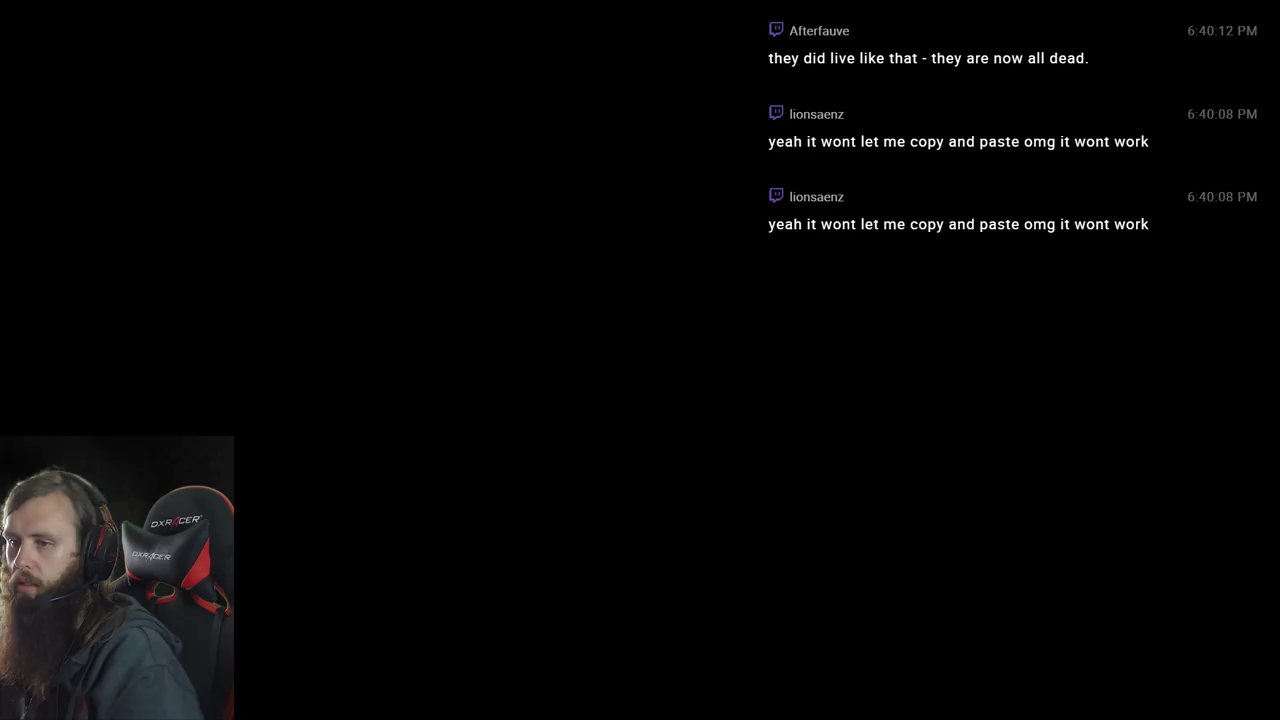 Afterfauve 6:40:12 PM
they did live like that - they are now all dead.
lionsaenz 6:40:08 PM
yeah it wont let me copy and paste omg it wont work
lionsaenz 6:40:08 PM
yeah it wont let me copy and paste omg it wont work
DXRACER
DXRACER